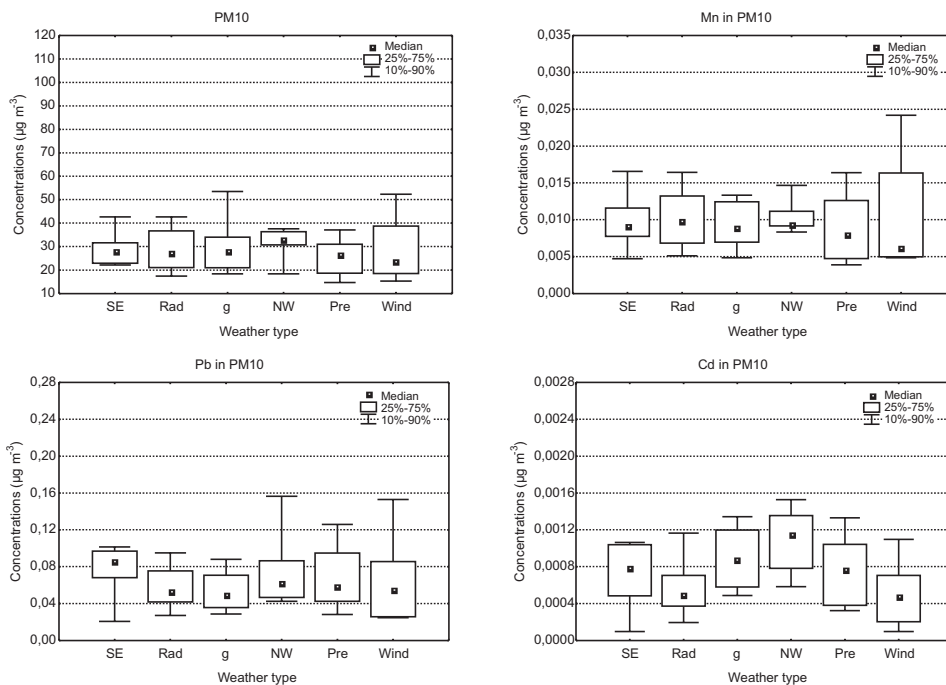 PM10
Median
25%-75%
10%-90%
Concentrations (µg m-3)
120
110
100
90
80
70
60
50
40
30
20
10
SE Rad g NW Pre Wind
Weather type
Mn in PM10
Median
25%-75%
10%-90%
Concentrations (µg m-3)
0,035
0,030
0,025
0,020
0,015
0,010
0,005
0,000
SE Rad g NW Pre Wind
Weather type
Pb in PM10
Median
25%-75%
10%-90%
Concentrations (µg m-3)
0,28
0,24
0,20
0,16
0,12
0,08
0,04
0,00
SE Rad g NW Pre Wind
Weather type
Cd in PM10
Median
25%-75%
10%-90%
Concentrations (µg m-3)
0,0028
0,0024
0,0020
0,0016
0,0012
0,0008
0,0004
0,0000
SE Rad g NW Pre Wind
Weather type